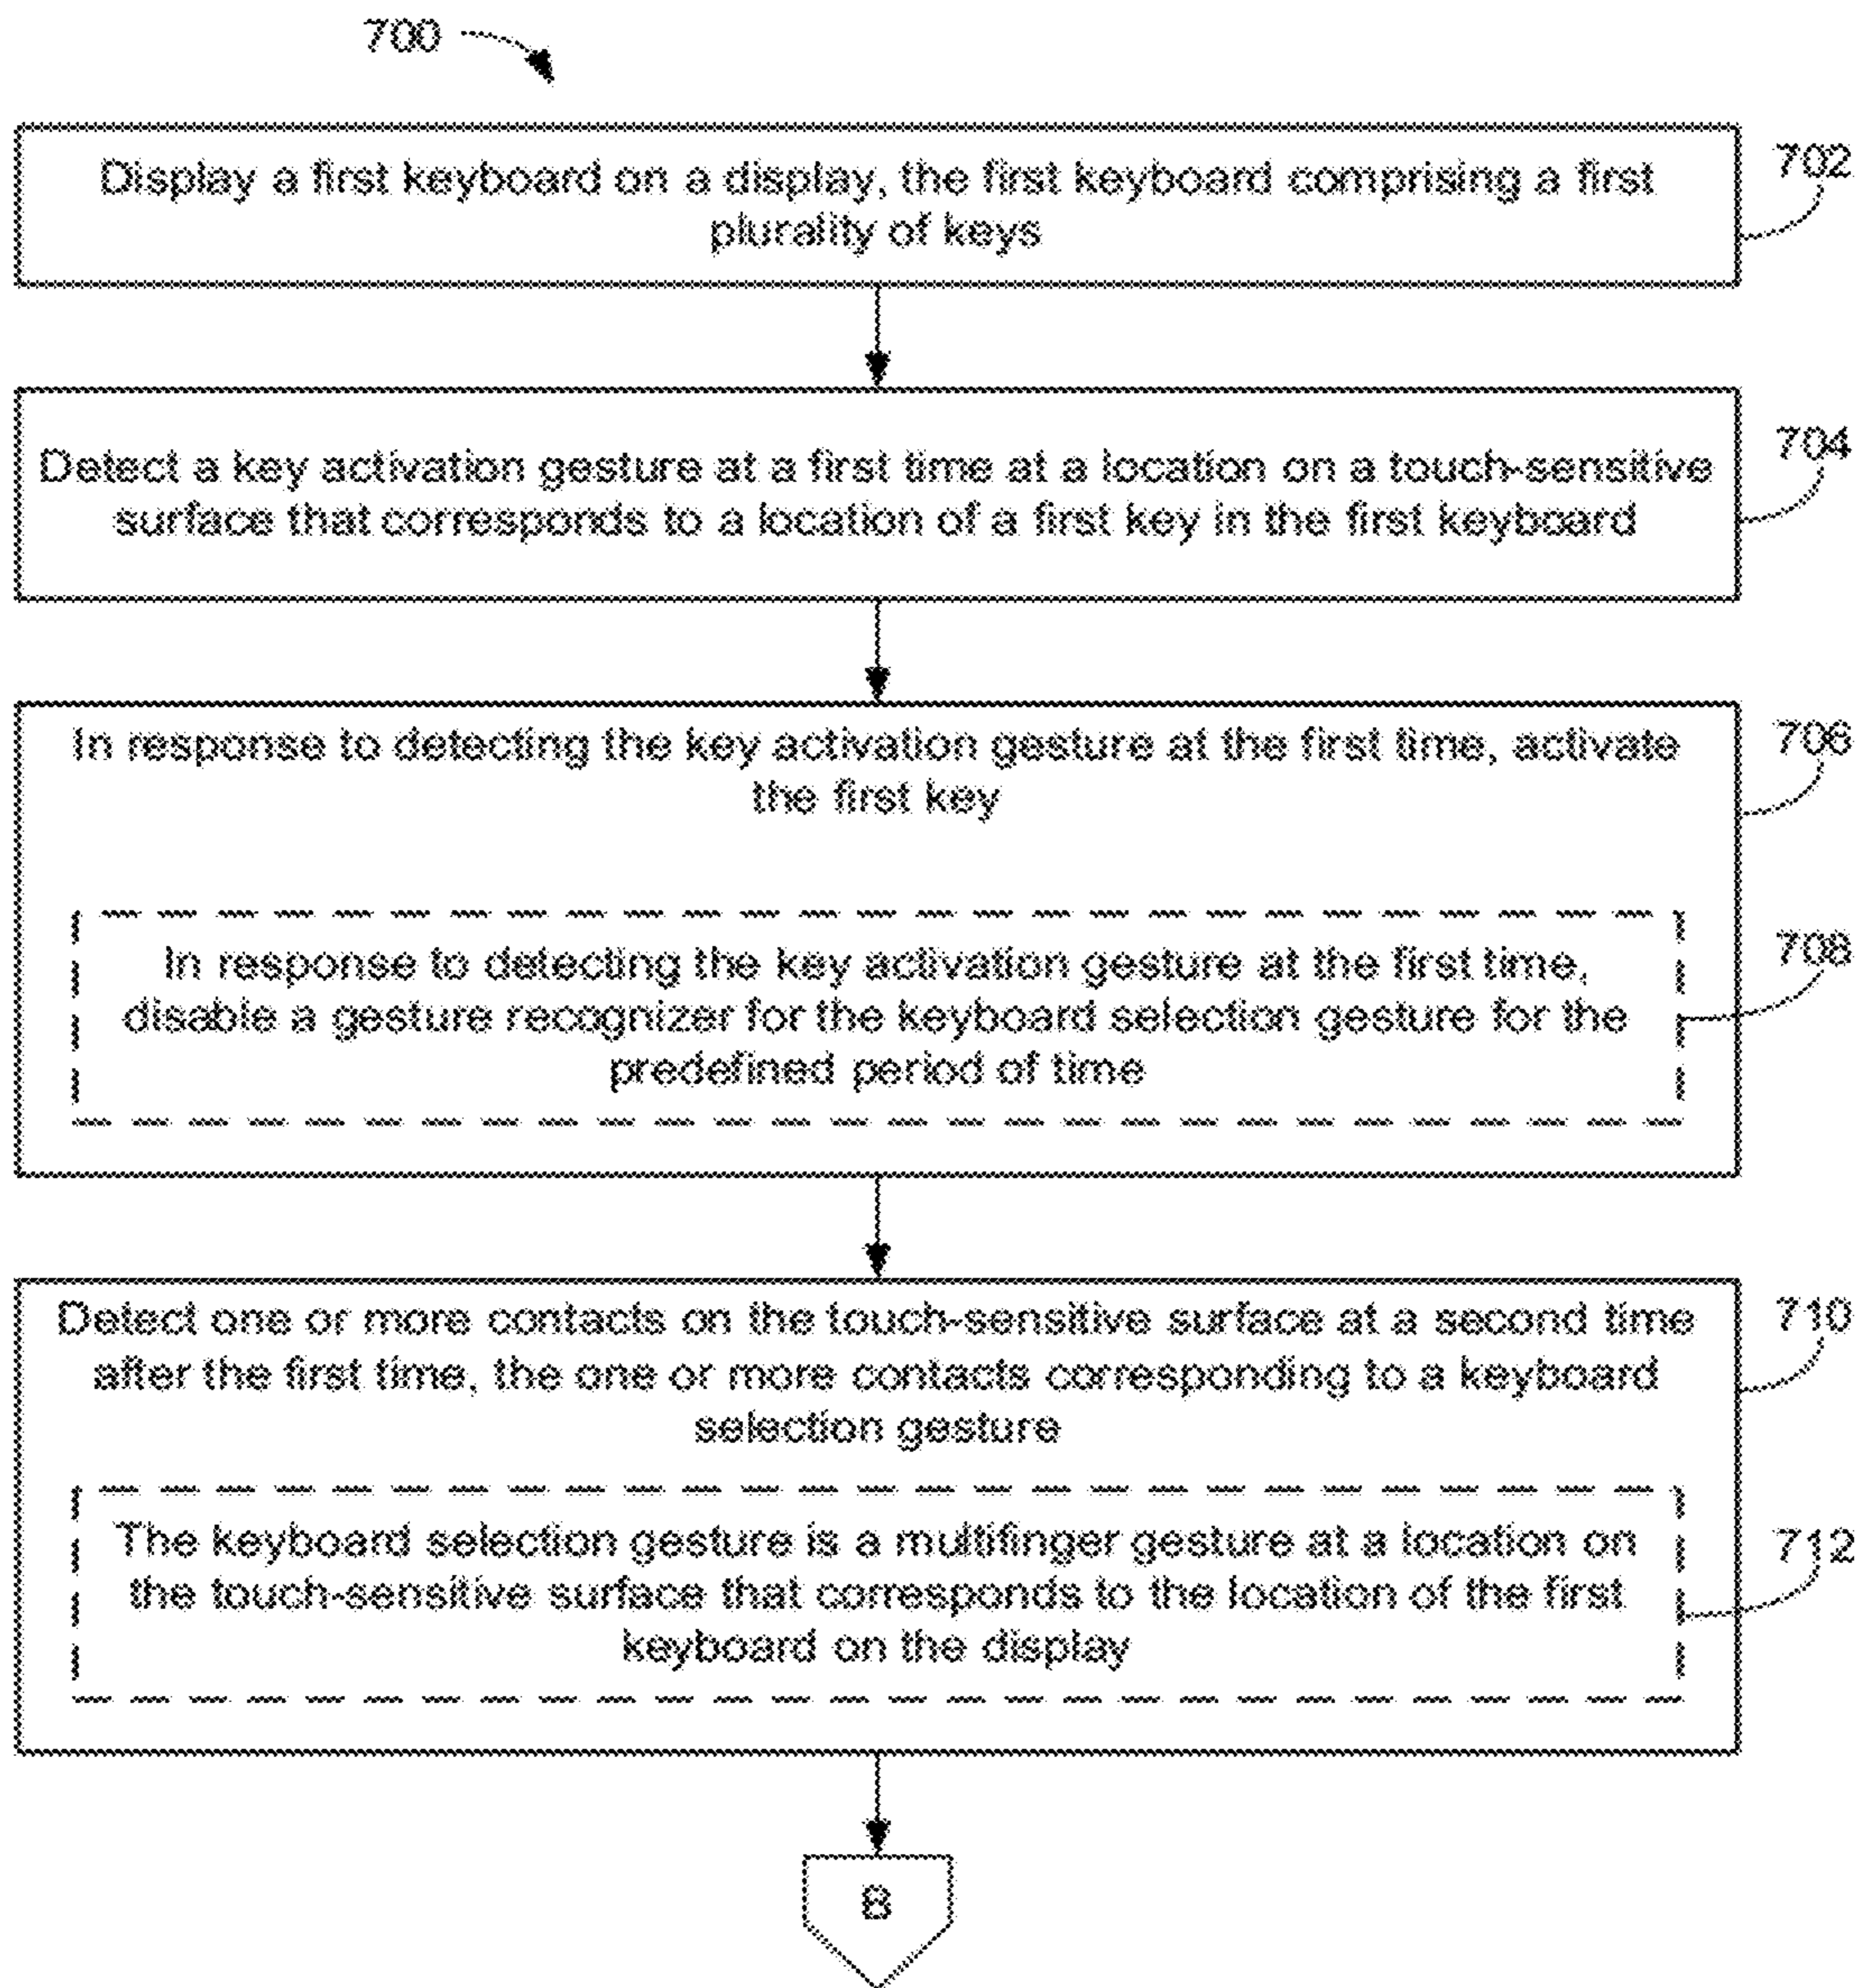 700
Display a first keyboard on a display, the first keyboard comprising a first
plurality of keys
702
Detect a key activation gesture at a first time at a location on a touch-sensitive
surface that corresponds to a location of a first key in the first keyboard
704
In response to detecting the key activation gesture at the first time, activate
the first key
706
In response to detecting the key activation gesture at the first time,
disable a gesture recognizer for the keyboard selection gesture for the
predefined period of time
708
Detect one or more contacts on the touch-sensitive surface at a second time
after the first time, the one or more contacts corresponding to a keyboard
selection gesture
710
The keyboard selection gesture is a multifinger gesture at a location on
the touch-sensitive surface that corresponds to the location of the first
keyboard on the display
712
B